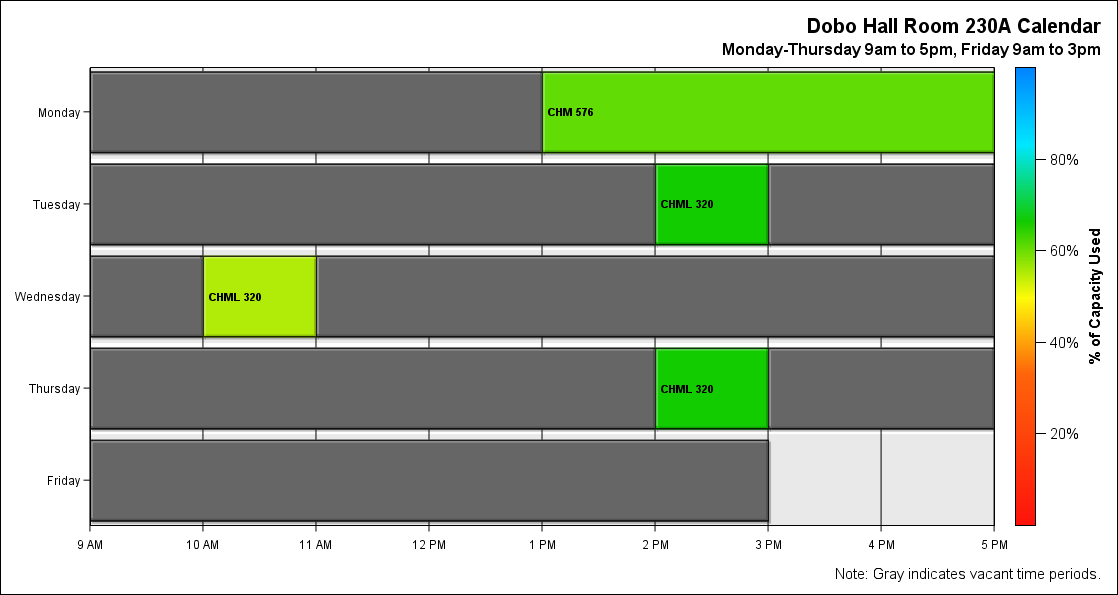 Dobo Hall Room 230A Calendar
Monday-Thursday 9am to 5pm, Friday 9am to 3pm
Monday
CHM 576
Tuesday
CHML 320
Wednesday
CHML 320
Thursday
CHML 320
Friday
9 AM 10 AM 11 AM 12 PM 1 PM 2 PM 3 PM 4 PM 5 PM
80%
60%
40%
20%
% of Capacity Used
Note: Gray indicates vacant time periods.